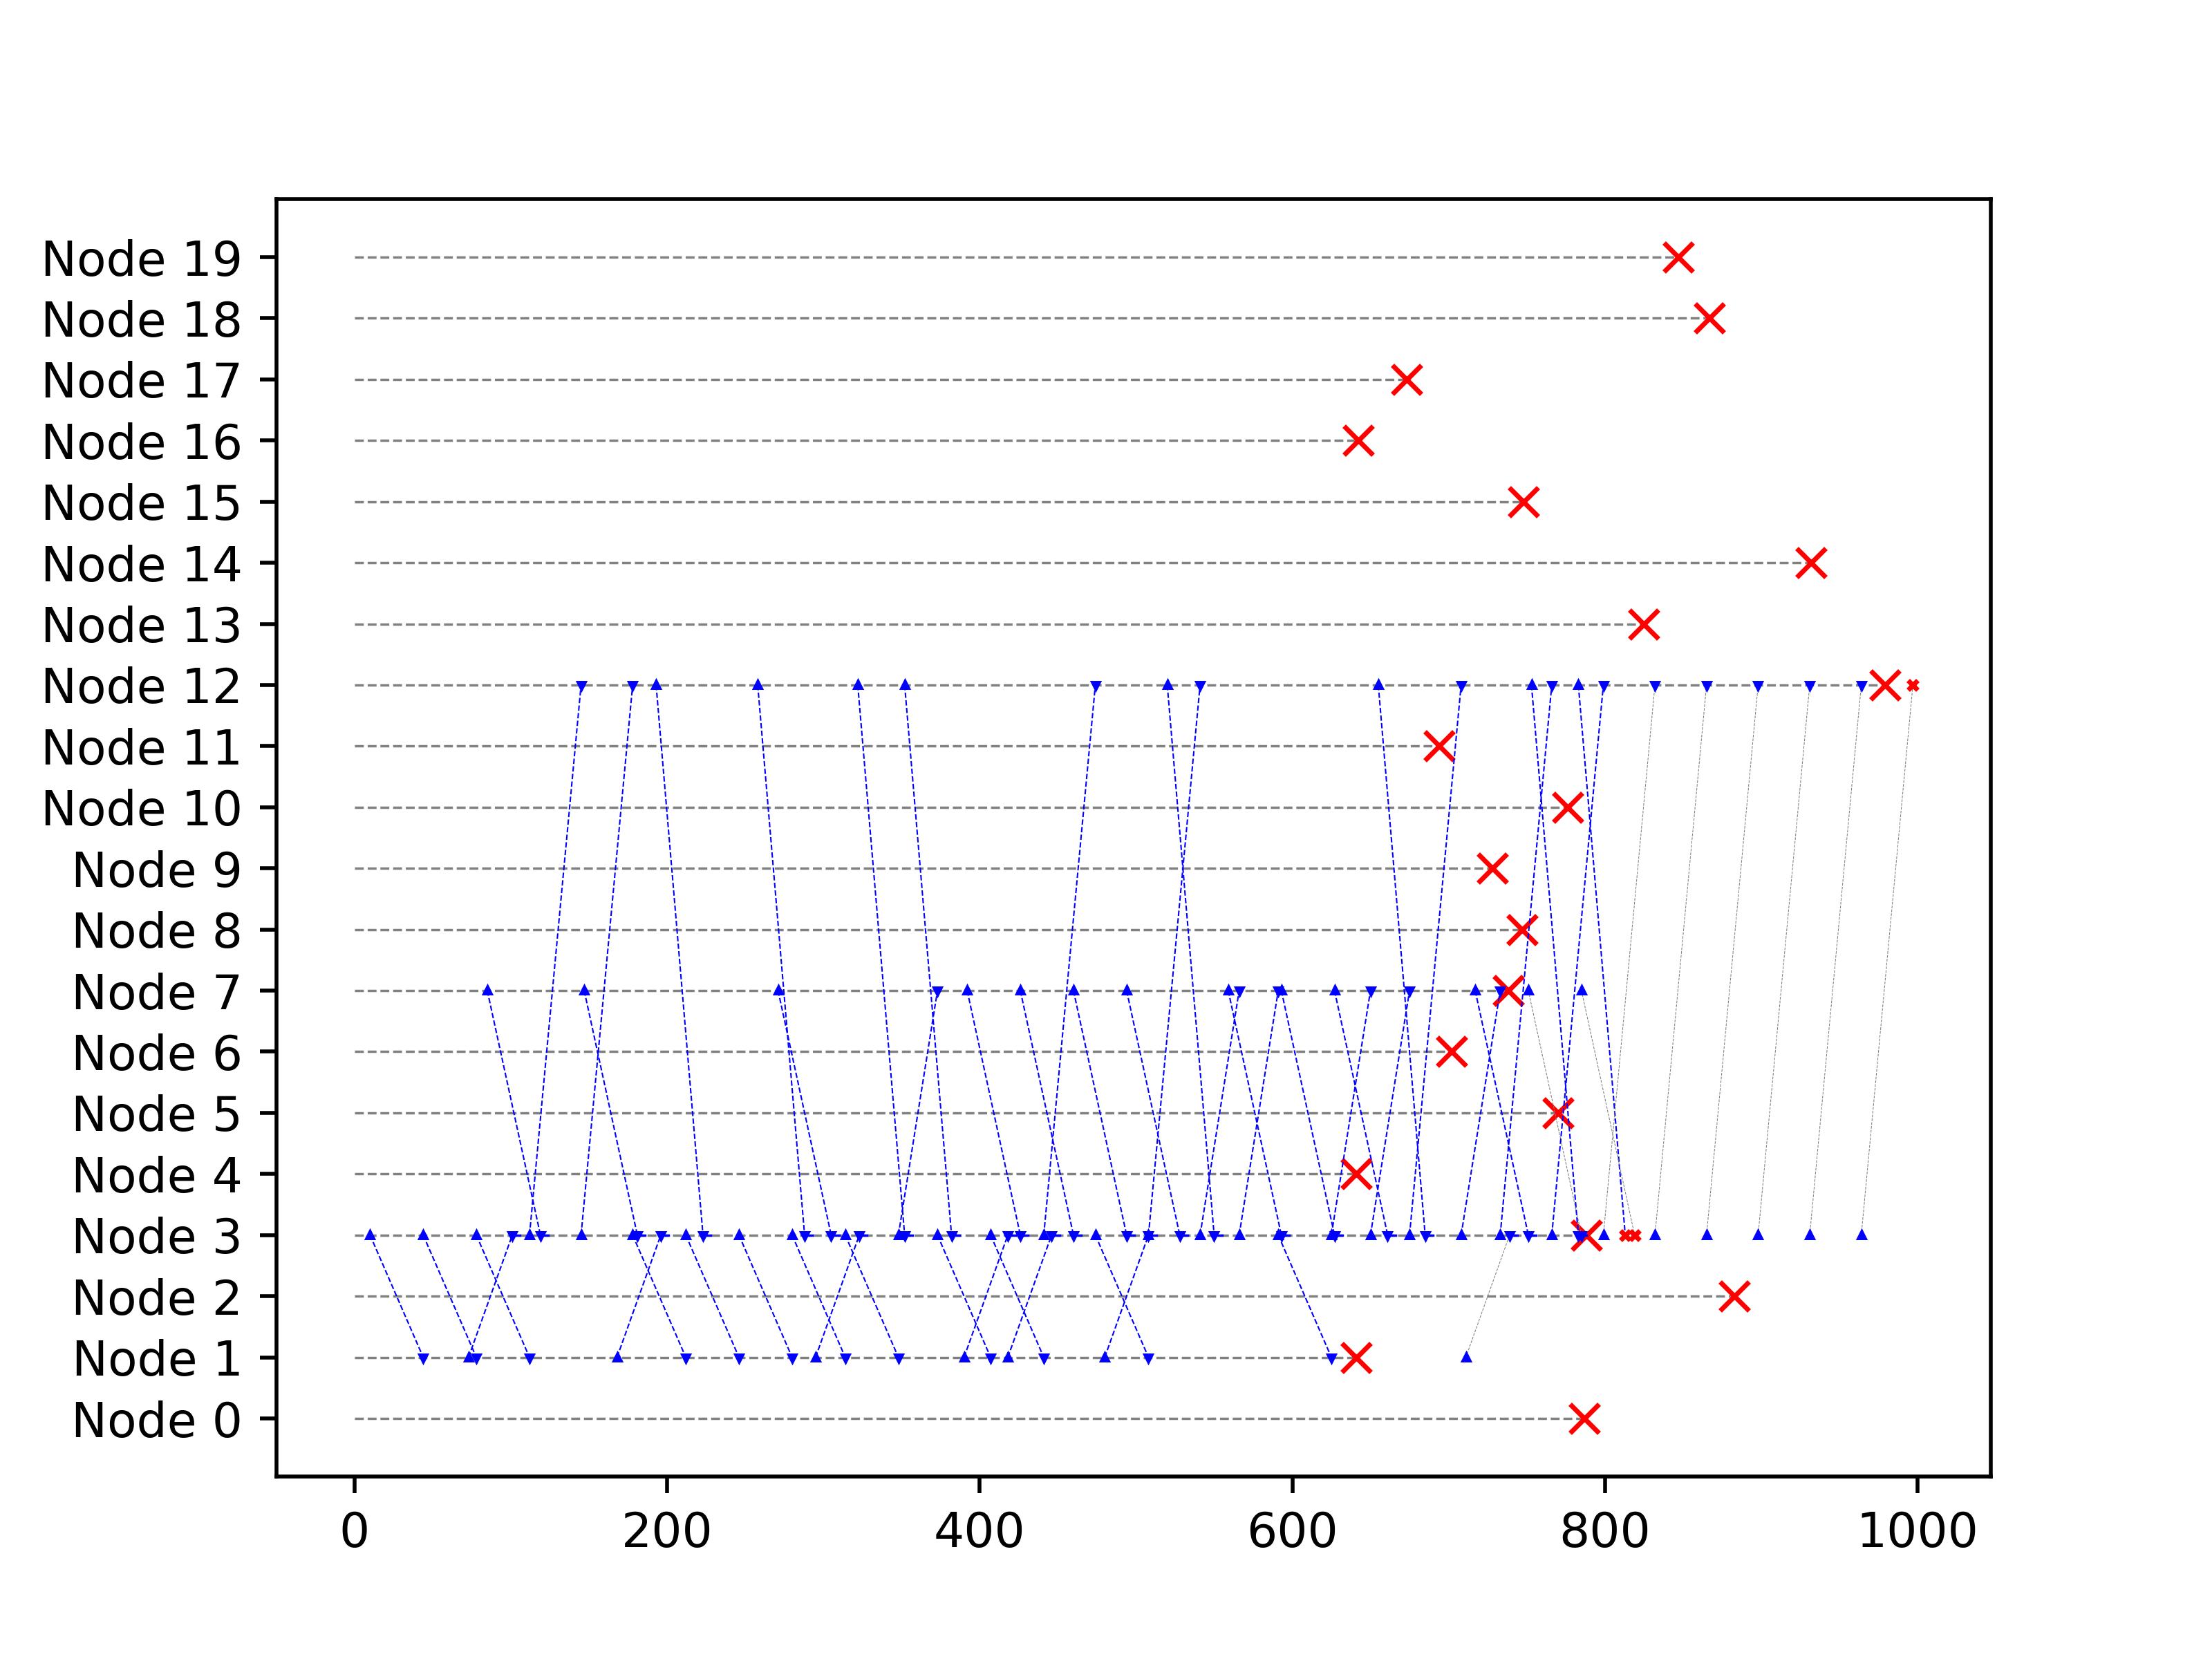 Node 19
Node 18
Node 17
Node 16
Node 15
Node 14
Node 13
Node 12
Node 11
Node 10
Node 9
Node 8
Node 7
Node 6
Node 5
Node 4
Node 3
Node 2
Node 1
Node 0
0 200 400 600 800 1000